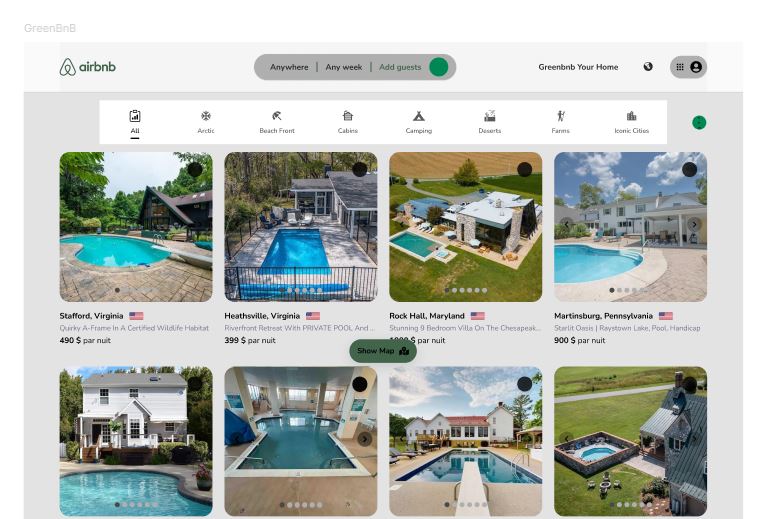 GreenBnB
airbnb
Anywhere | Any week | Add guests
Greenbnb Your Home
All
Arctic
Beach Front
Cabins
Camping
Deserts
Farms
Iconic Cities
Stafford, Virginia
Quirky A-Frame In A Certified Wildlife Habitat
490 $ par nuit
Heathsville, Virginia
Riverfront Retreat With PRIVATE POOL And ...
399 $ par nuit
Rock Hall, Maryland
Stunning 9 Bedroom Villa On The Chesapeak...
$ par nuit
Martinsburg, Pennsylvania
Starlit Oasis | Raystown Lake, Pool, Handicap
900 $ par nuit
Show Map